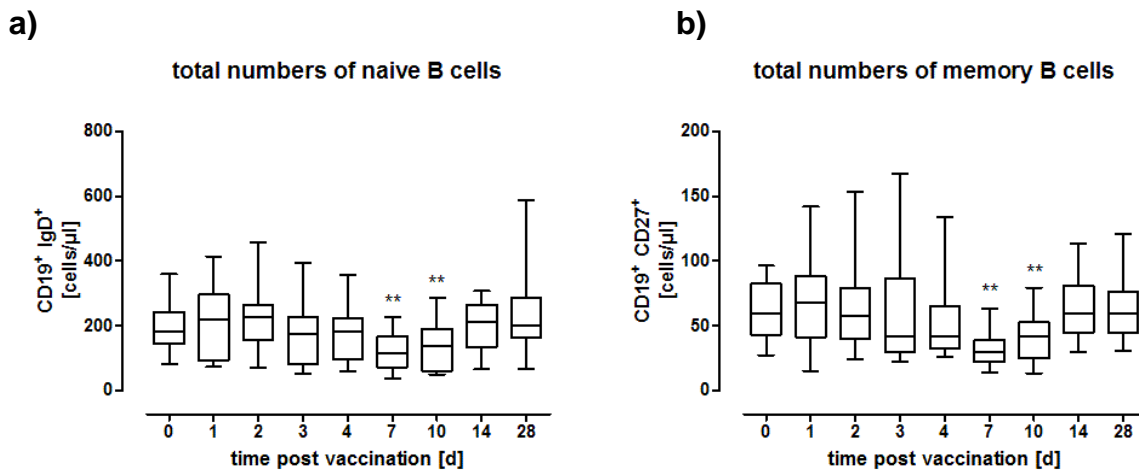 a)
total numbers of naive B cells
CD19+ IgD+
[cells/µl]
800
600
400
200
0
**
**
0 1 2 3 4 7 10 14 28
time post vaccination [d]
b)
total numbers of memory B cells
CD19+ CD27+
[cells/µl]
200
150
100
50
0
**
**
0 1 2 3 4 7 10 14 28
time post vaccination [d]